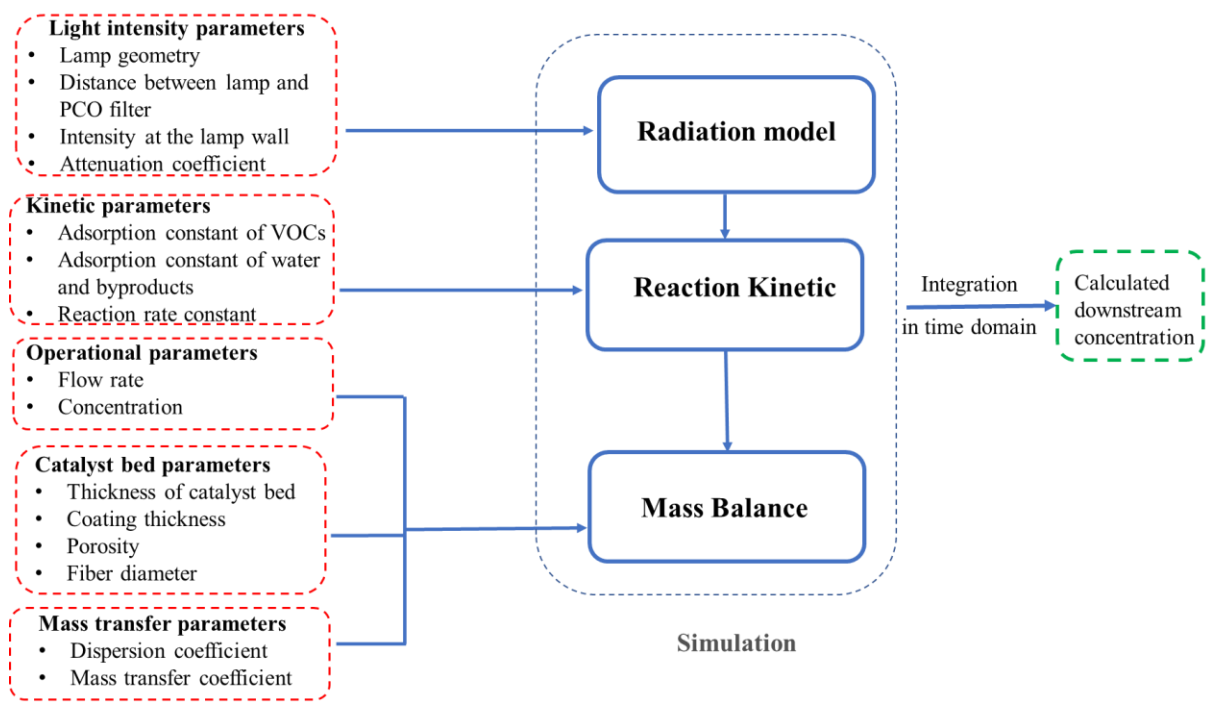 Light intensity parameters
• Lamp geometry
• Distance between lamp and
PCO filter
• Intensity at the lamp wall
• Attenuation coefficient
Kinetic parameters
• Adsorption constant of VOCs
• Adsorption constant of water
and byproducts
• Reaction rate constant
Operational parameters
• Flow rate
• Concentration
Catalyst bed parameters
• Thickness of catalyst bed
• Coating thickness
• Porosity
• Fiber diameter
Mass transfer parameters
• Dispersion coefficient
• Mass transfer coefficient
Radiation model
Reaction Kinetic
Mass Balance
Simulation
Integration
in time domain
Calculated
downstream
concentration